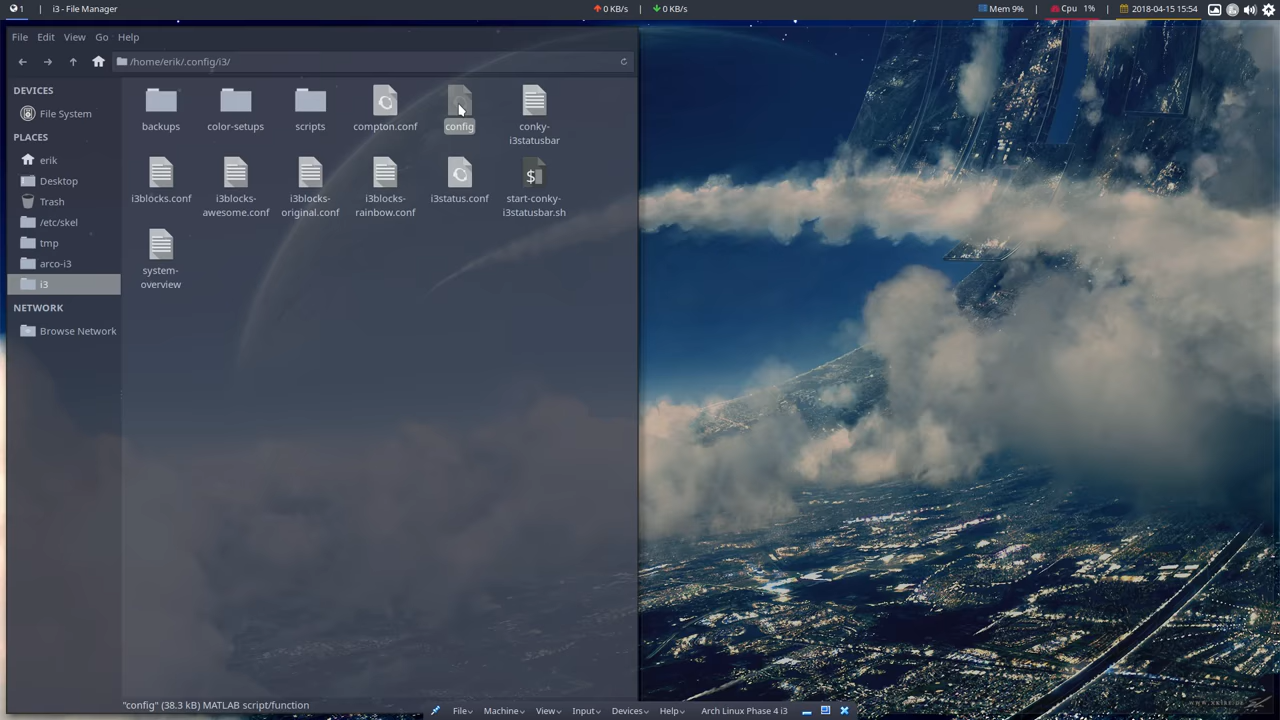 1 i3 - File Manager 0 KB/s | 0 KB/s Mem 9% | Cpu 1% | 2018-04-15 15:54
File Edit View Go Help
/home/erik/.config/i3/
DEVICES
File System
PLACES
erik
Desktop
Trash
/etc/skel
tmp
arco-i3
i3
NETWORK
Browse Network
backups color-setups scripts compton.conf config conky-
i3statusbar
i3blocks.conf i3blocks- i3blocks- i3blocks- i3status.conf start-conky-
awesome.conf original.conf rainbow.conf i3statusbar.sh
system-
overview
"config" (38.3 kB) MATLAB script/function
File Machine View Input Devices Help Arch Linux Phase 4 i3